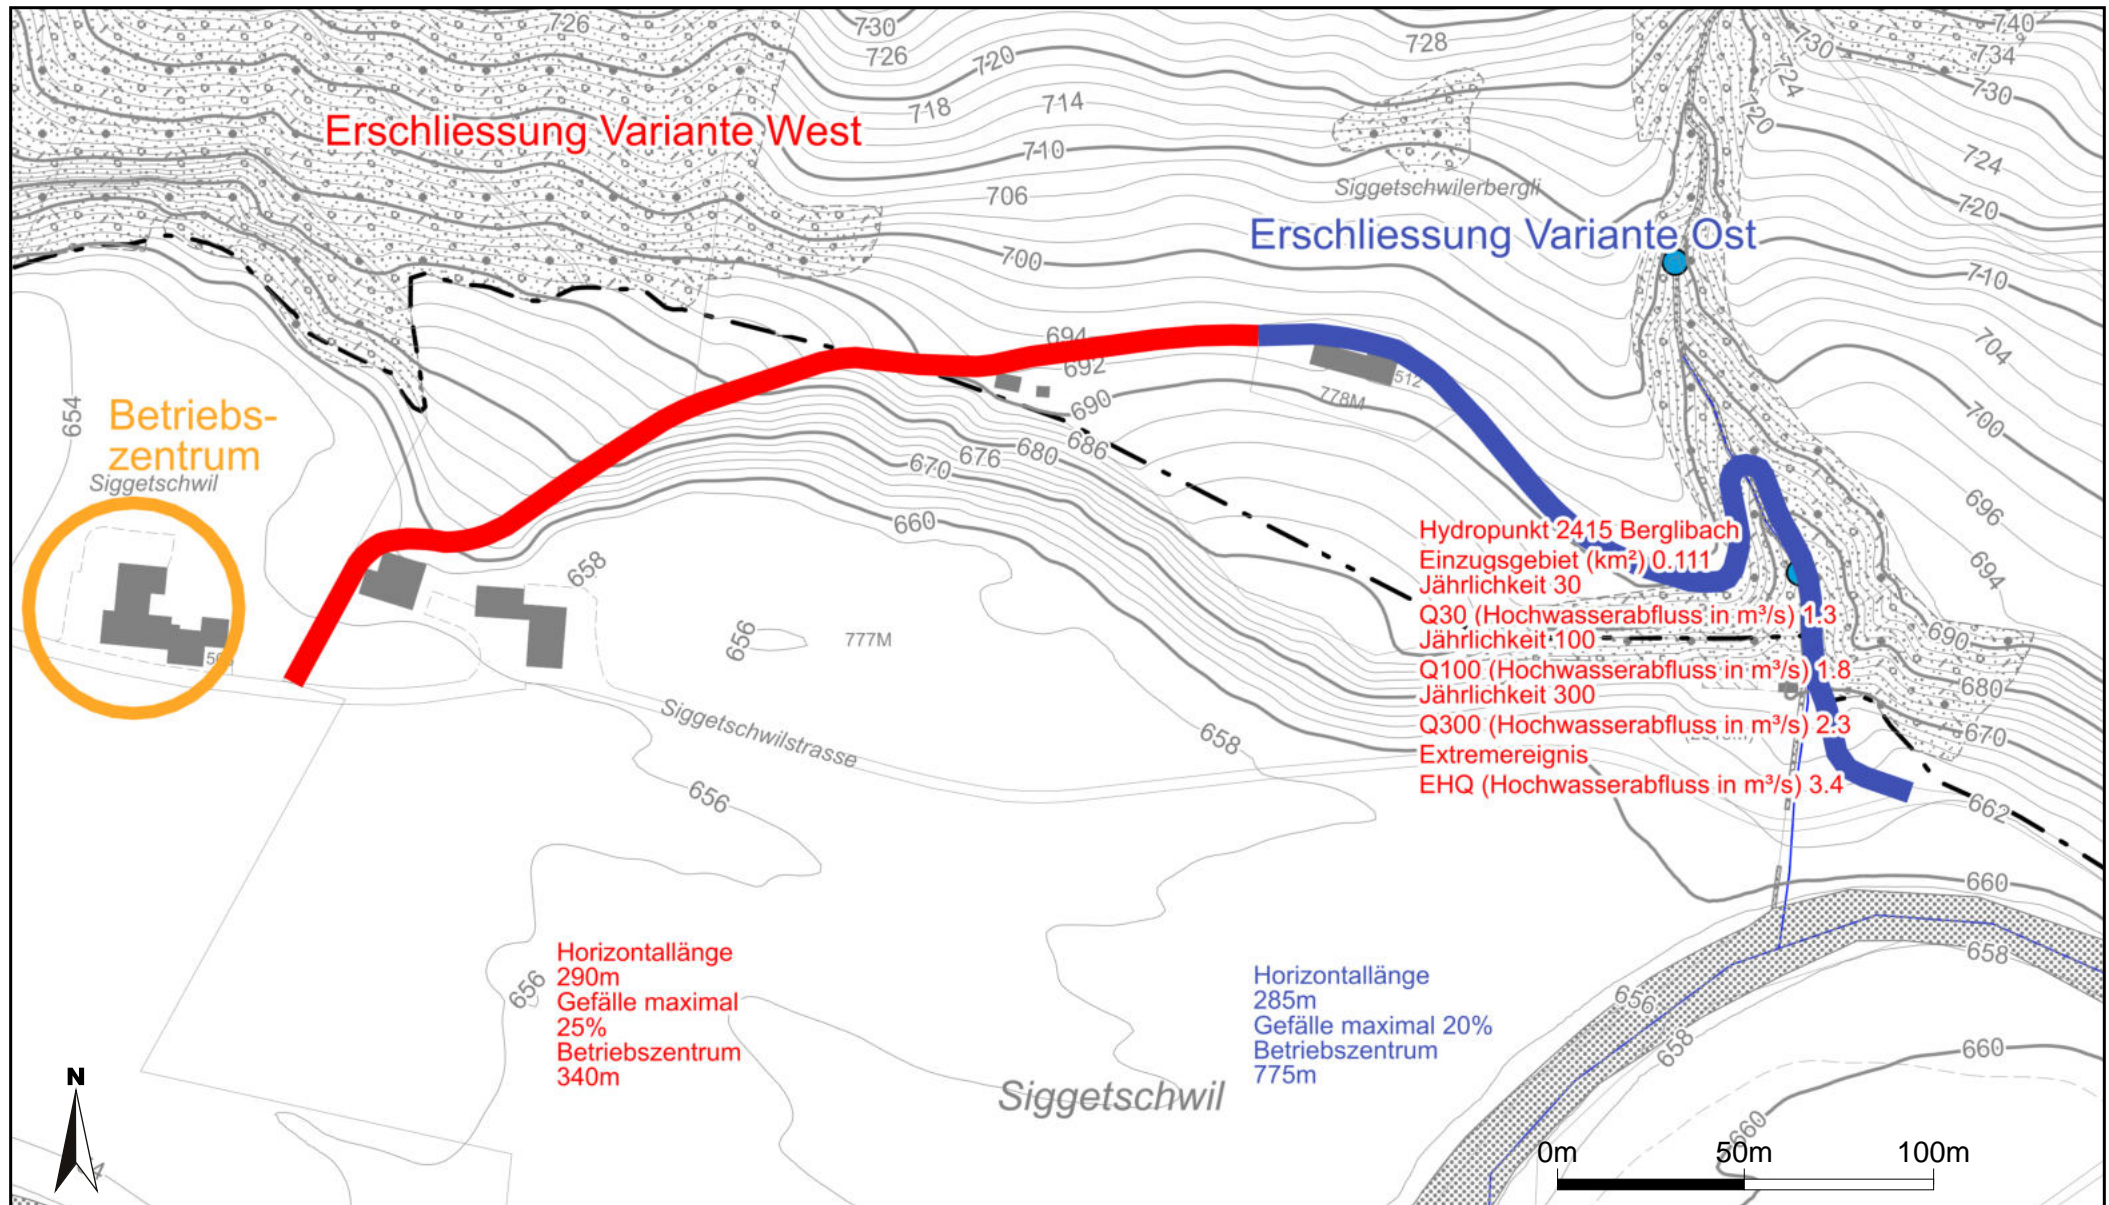 726
730
726
720
728
730
740
734
724
730
718
714
720
Erschliessung Variante West
710
724
706
Siggetschwilerbergli
720
Erschliessung Variante Ost
700
710
694
692
704
512
778M
654
Betriebs-
zentrum
Siggetschwil
690
700
686
680
676
670
696
660
658
694
Hydropunkt 2415 Berglibach
Einzugsgebiet (km²) 0.111
Jährlichkeit 30
Q30 (Hochwasserabfluss in m³/s) 1.3
Jährlichkeit 100
Q100 (Hochwasserabfluss in m³/s) 1.8
Jährlichkeit 300
Q300 (Hochwasserabfluss in m³/s) 2.3
Extremereignis
EHQ (Hochwasserabfluss in m³/s) 3.4
656
777M
690
680
670
Siggetschwilstrasse
658
656
662
660
658
Horizontallänge
290m
Gefälle maximal
25%
Betriebszentrum
340m
656
Horizontallänge
285m
Gefälle maximal 20%
Betriebszentrum
775m
656
658
660
660
Siggetschwil
N
0m 50m 100m